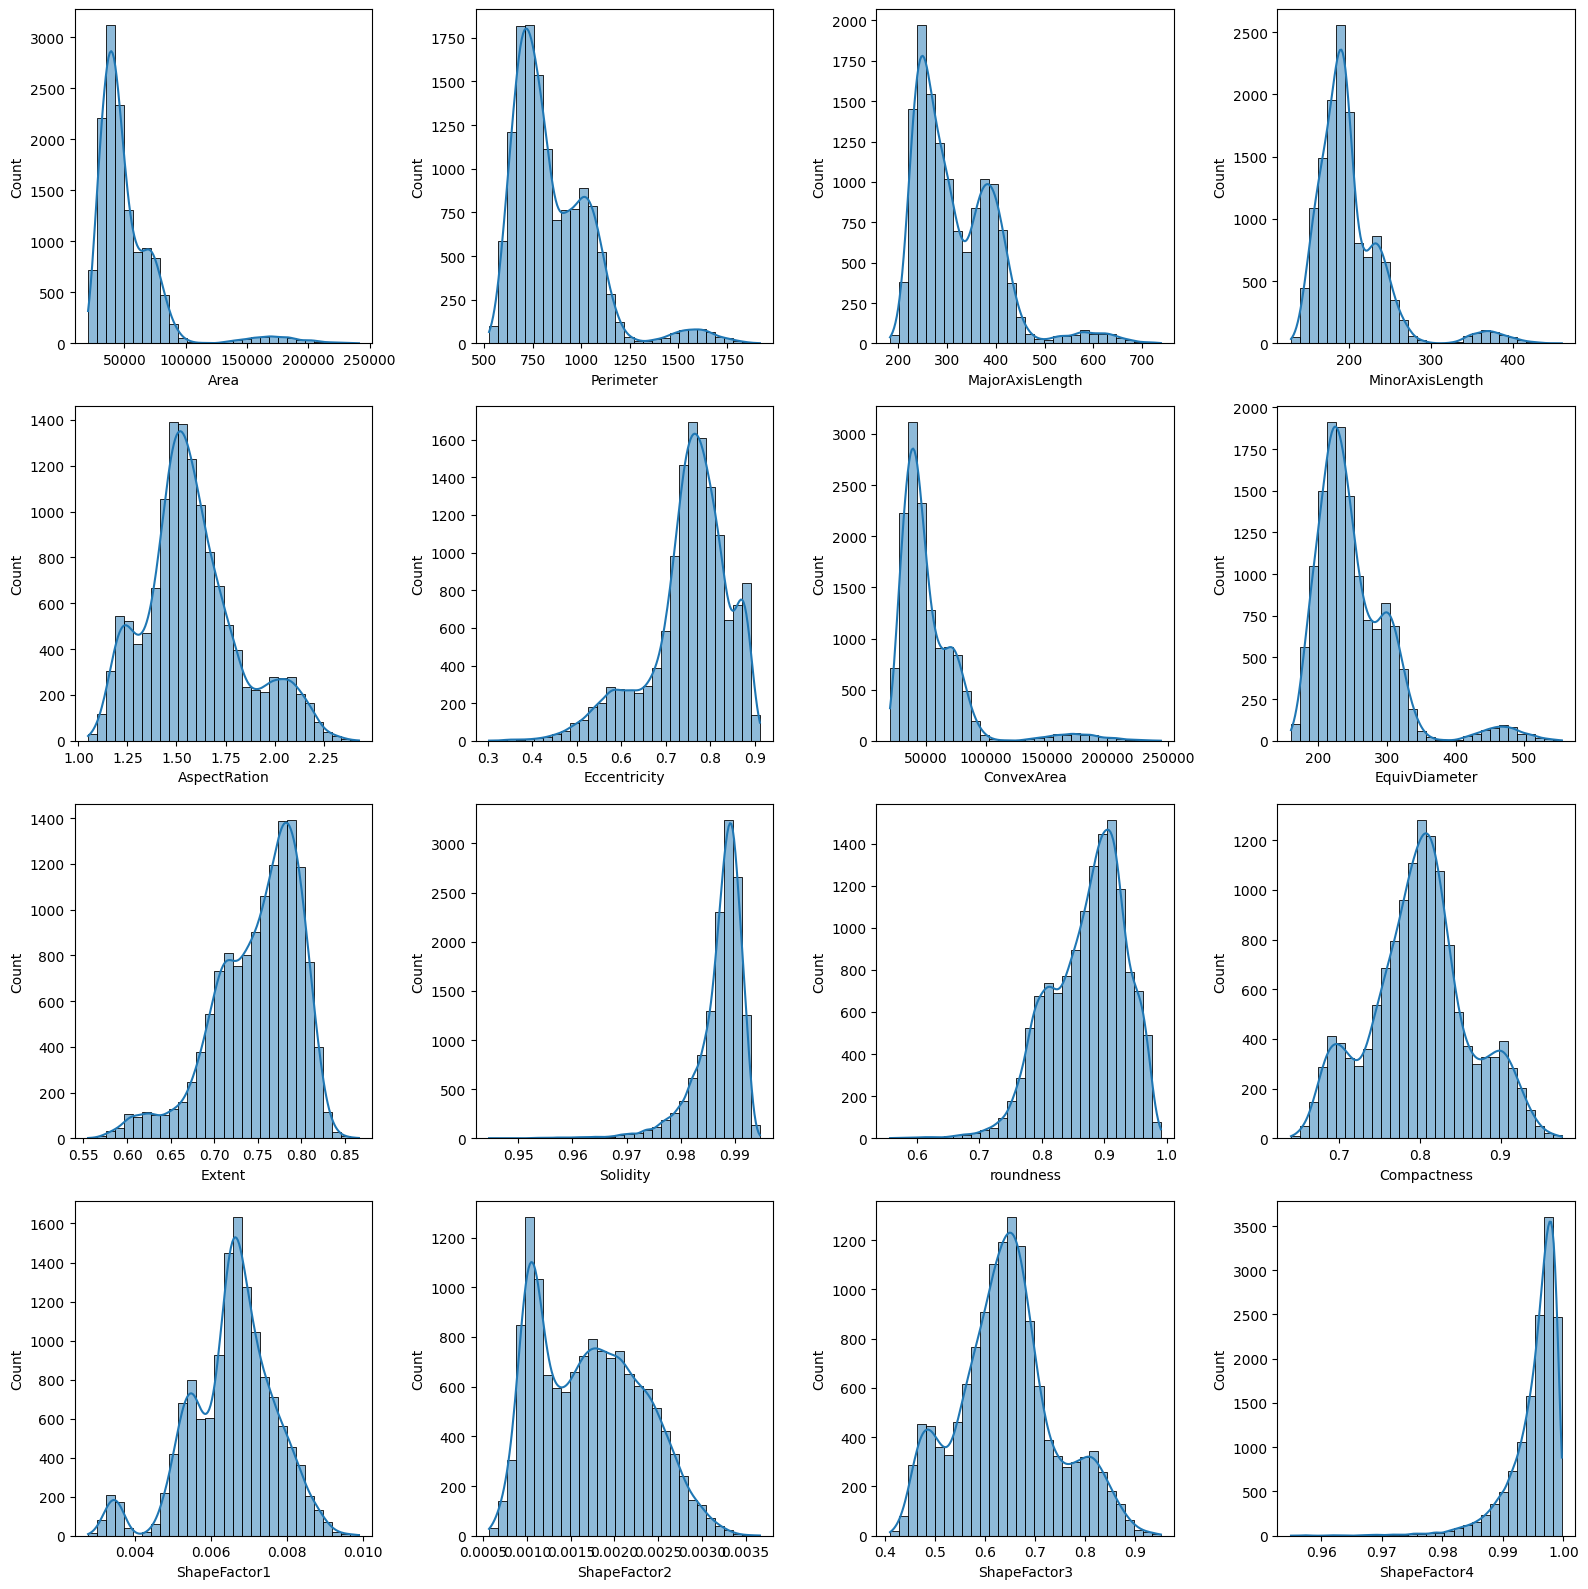 3000
2500
2000
1500
1000
500
0
Count
50000 100000 150000 200000 250000
Area
1750
1500
1250
1000
750
500
250
0
Count
500 750 1000 1250 1500 1750
Perimeter
2000
1750
1500
1250
1000
750
500
250
0
Count
200 300 400 500 600 700
MajorAxisLength
2500
2000
1500
1000
500
0
Count
200 300 400
MinorAxisLength
1400
1200
1000
800
600
400
200
0
Count
1.00 1.25 1.50 1.75 2.00 2.25
AspectRation
1600
1400
1200
1000
800
600
400
200
0
Count
0.3 0.4 0.5 0.6 0.7 0.8 0.9
Eccentricity
3000
2500
2000
1500
1000
500
0
Count
50000 100000 150000 200000 250000
ConvexArea
2000
1750
1500
1250
1000
750
500
250
0
Count
200 300 400 500
EquivDiameter
1400
1200
1000
800
600
400
200
0
Count
0.55 0.60 0.65 0.70 0.75 0.80 0.85
Extent
3000
2500
2000
1500
1000
500
0
Count
0.95 0.96 0.97 0.98 0.99
Solidity
1400
1200
1000
800
600
400
200
0
Count
0.6 0.7 0.8 0.9 1.0
roundness
1200
1000
800
600
400
200
0
Count
0.7 0.8 0.9
Compactness
1600
1400
1200
1000
800
600
400
200
0
Count
0.004 0.006 0.008 0.010
ShapeFactor1
1200
1000
800
600
400
200
0
Count
0.0005 0.0010 0.0015 0.0020 0.0025 0.0030 0.0035
ShapeFactor2
1200
1000
800
600
400
200
0
Count
0.4 0.5 0.6 0.7 0.8 0.9
ShapeFactor3
3500
3000
2500
2000
1500
1000
500
0
Count
0.96 0.97 0.98 0.99 1.00
ShapeFactor4